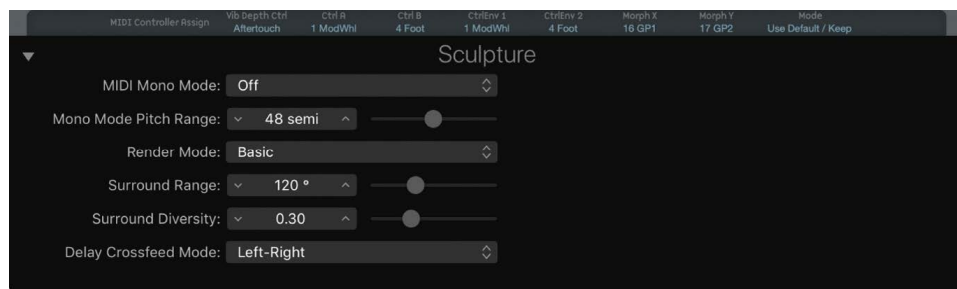 MIDI Controller Assign
Vib Depth Ctrl Ctrl A Ctrl B CtrlEnv 1 CtrlEnv 2 Morph X Morph Y Mode
Aftertouch 1 ModWhl 4 Foot 1 ModWhl 4 Foot 16 GP1 17 GP2 Use Default / Keep
Sculpture
MIDI Mono Mode: Off
Mono Mode Pitch Range: 48 semi
Render Mode: Basic
Surround Range: 120 °
Surround Diversity: 0.30
Delay Crossfeed Mode: Left-Right